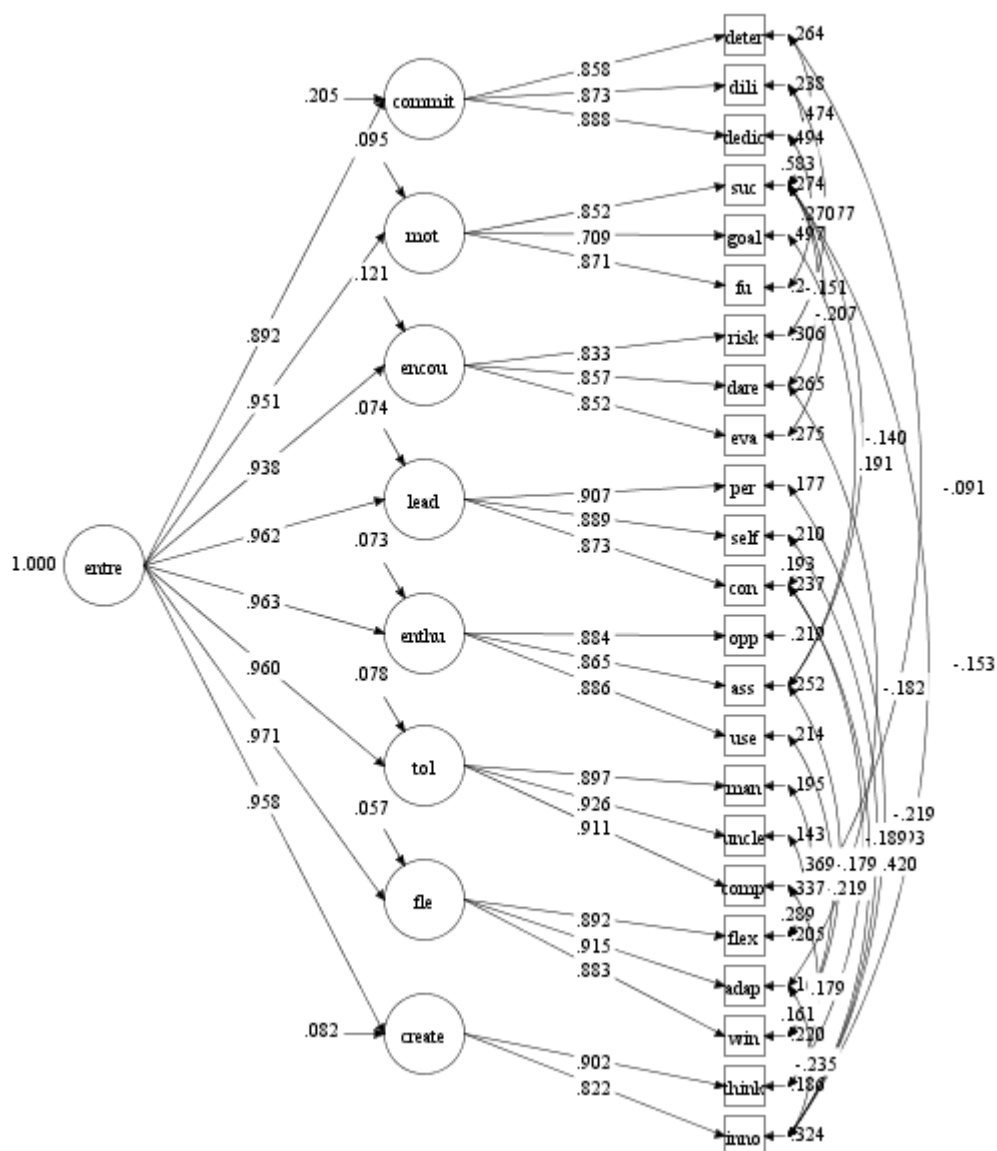 deter .264
.858
.205 commit .873 dili .238
.888 .474
.095 dedic .494
.583
suc .274
.852 .27077
mot .709 goal .497
.871
.121 fu -.151
-.207
.892 .833 risk .306
encou .857 dare .265
.951 .852
.074 eva .275 -.140
.938 .191
.907 per .177 -.091
lead .889
.962 .873 self .210
1.000 entre .073 .193
con .237
.963 .884 opp .219
enthu .865
.960 .886 ass .252 -.182 -.153
.078
.971 use .214
tol .897 man .195
.958 .926 -.219
.057 .911 uncle .143 -.18993
.369 -.179 .420
comp .337 .219
fle .892 .289
.915 flex .205
.883 adap .179
.161
.082 create win .220
.902 -.235
.822 think .186
inno .324